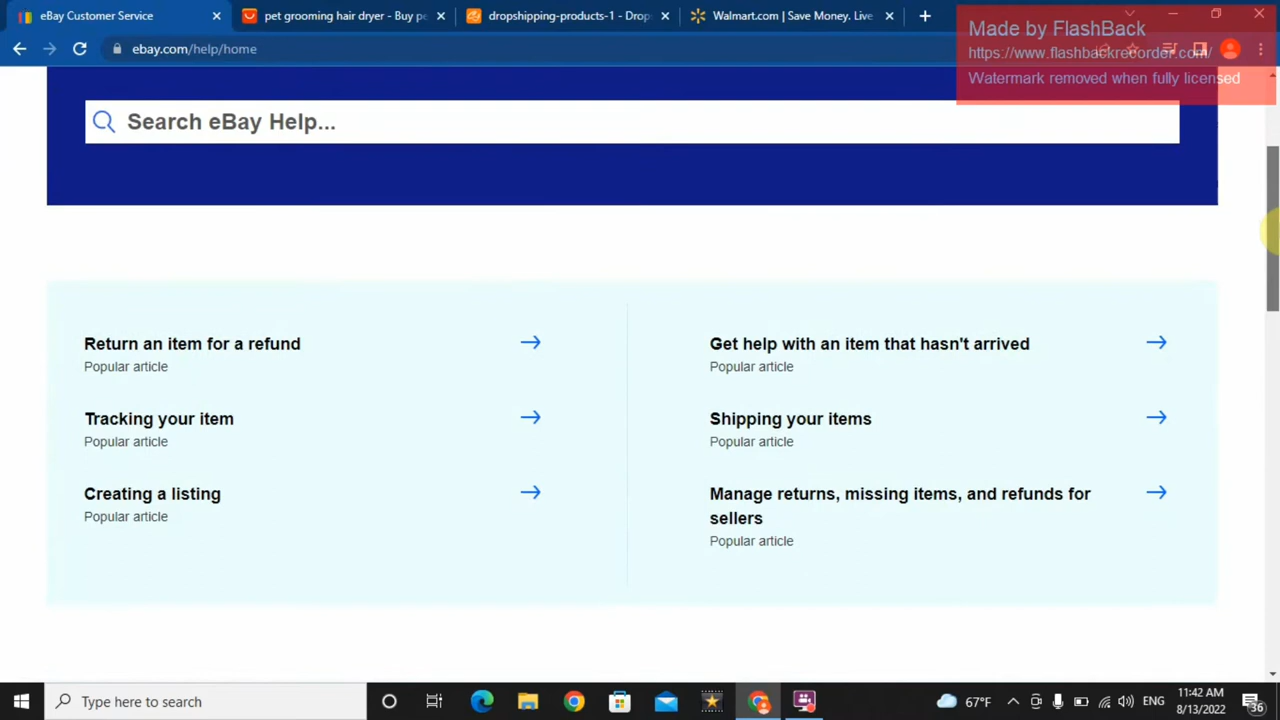 eBay Customer Service
pet grooming hair dryer - Buy pe
dropshipping-products-1 - Drops
Walmart.com | Save Money. Live
Made by FlashBack
ebay.com/help/home
https://www.flashbackrecorder.com/
Watermark removed when fully licensed
Search eBay Help...
Return an item for a refund
Popular article
Get help with an item that hasn't arrived
Popular article
Tracking your item
Popular article
Shipping your items
Popular article
Creating a listing
Popular article
Manage returns, missing items, and refunds for
sellers
Popular article
Type here to search
67°F
ENG
11:42 AM
8/13/2022
36